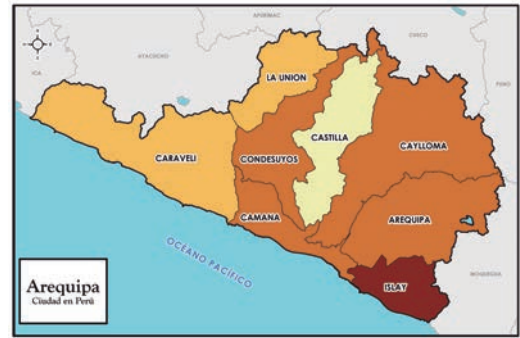 APURIMAC
CUSCO
AYACUCHO
ICA
PUNO
LA UNION
CASTILLA
CAYLLOMA
CARAVELI
CONDESUYOS
CAMANA
AREQUIPA
OCEANO PACIFICO
ISLAY
MOQUEGUA
Arequipa
Ciudad en Perú